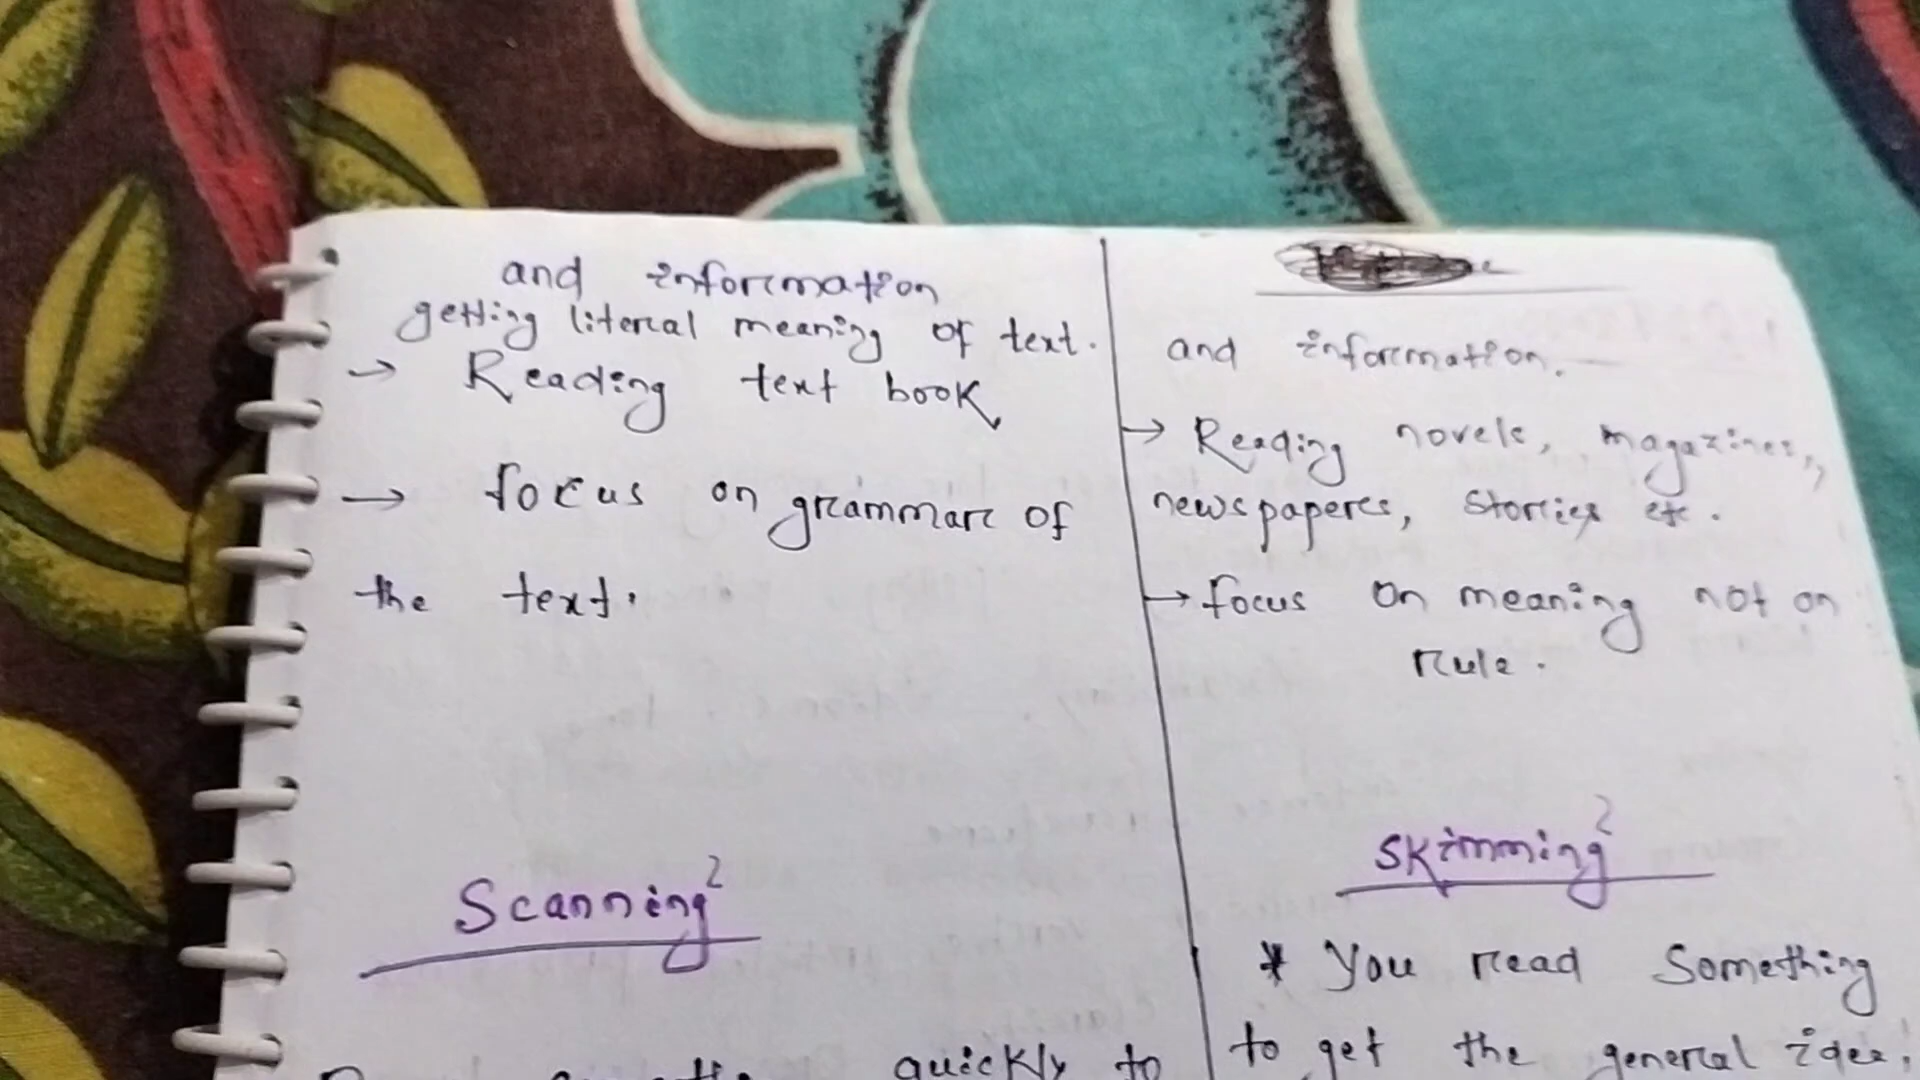 and information
getting literal meaning of text.
→ Reading text book
→ focus on grammar of
the text.
Scanning
quickly to
and information.
→ Reading novels, magazines,
newspapers, stories etc.
→ focus on meaning not on
rule.
Skimming
* You read Something
to get the general idea.